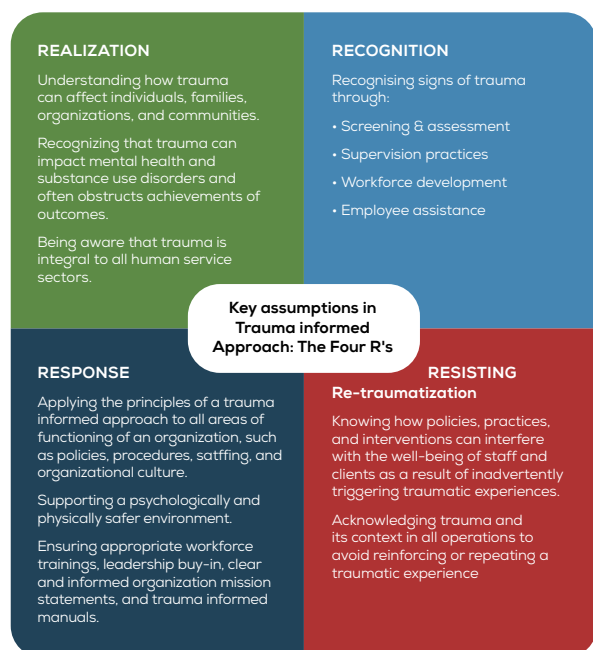 REALIZATION
Understanding how trauma
can affect individuals, families,
organizations, and communities.
Recognizing that trauma can
impact mental health and
substance use disorders and
often obstructs achievements of
outcomes.
Being aware that trauma is
integral to all human service
sectors.
RECOGNITION
Recognising signs of trauma
through:
• Screening & assessment
• Supervision practices
• Workforce development
• Employee assistance
Key assumptions in
Trauma informed
Approach: The Four R's
RESPONSE
Applying the principles of a trauma
informed approach to all areas of
functioning of an organization, such
as policies, procedures, satffing, and
organizational culture.
Supporting a psychologically and
physically safer environment.
Ensuring appropriate workforce
trainings, leadership buy-in, clear
and informed organization mission
statements, and trauma informed
manuals.
RESISTING
Re-traumatization
Knowing how policies, practices,
and interventions can interfere
with the well-being of staff and
clients as a result of inadvertently
triggering traumatic experiences.
Acknowledging trauma and
its context in all operations to
avoid reinforcing or repeating a
traumatic experience